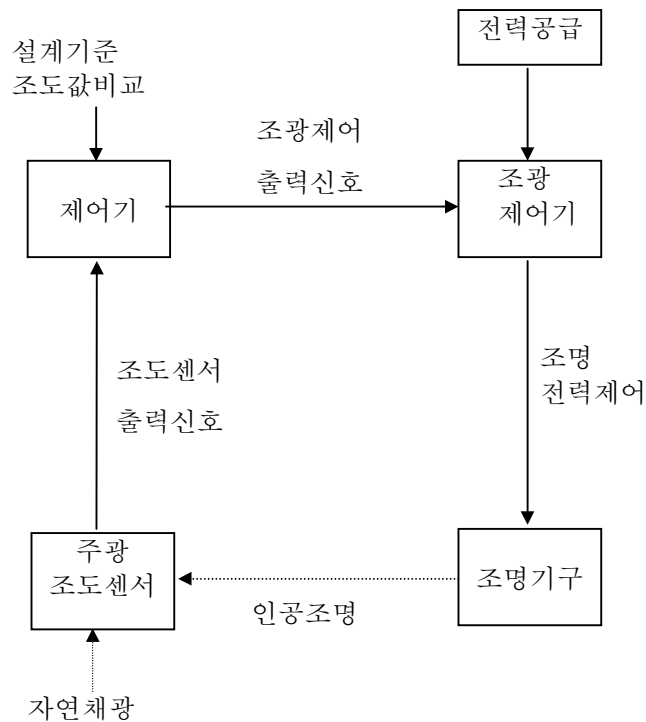 전력공급
설계기준
조도값비교
조광제어
출력신호
제어기
조광
제어기
조도센서
출력신호
조명
전력제어
주광
조도센서
인공조명
조명기구
자연채광